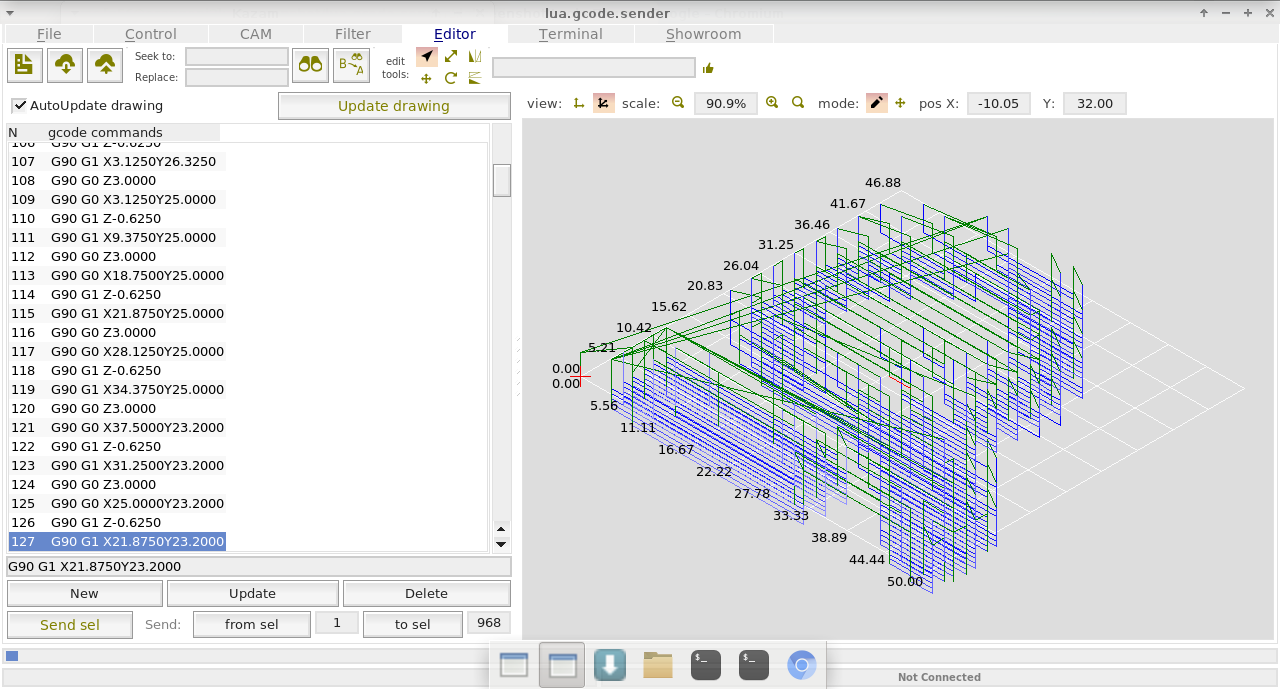 lua.gcode.sender
File Control CAM Filter Editor Terminal Showroom
Seek to:
Replace:
B
A
edit
tools:
AutoUpdate drawing
Update drawing
view: scale: 90.9% mode: pos X: -10.05 Y: 32.00
N gcode commands
106 G90 G1 Z-0.6250
107 G90 G1 X3.1250Y26.3250
108 G90 G0 Z3.0000
109 G90 G0 X3.1250Y25.0000
110 G90 G1 Z-0.6250
111 G90 G1 X9.3750Y25.0000
112 G90 G0 Z3.0000
113 G90 G0 X18.7500Y25.0000
114 G90 G1 Z-0.6250
115 G90 G1 X21.8750Y25.0000
116 G90 G0 Z3.0000
117 G90 G0 X28.1250Y25.0000
118 G90 G1 Z-0.6250
119 G90 G1 X34.3750Y25.0000
120 G90 G0 Z3.0000
121 G90 G0 X37.5000Y23.2000
122 G90 G1 Z-0.6250
123 G90 G1 X31.2500Y23.2000
124 G90 G0 Z3.0000
125 G90 G0 X25.0000Y23.2000
126 G90 G1 Z-0.6250
127 G90 G1 X21.8750Y23.2000
G90 G1 X21.8750Y23.2000
New Update Delete
Send sel Send: from sel 1 to sel 968
46.88
41.67
36.46
31.25
26.04
20.83
15.62
10.42
5.21
0.00
0.00
5.56
11.11
16.67
22.22
27.78
33.33
38.89
44.44
50.00
$_
$_
Not Connected